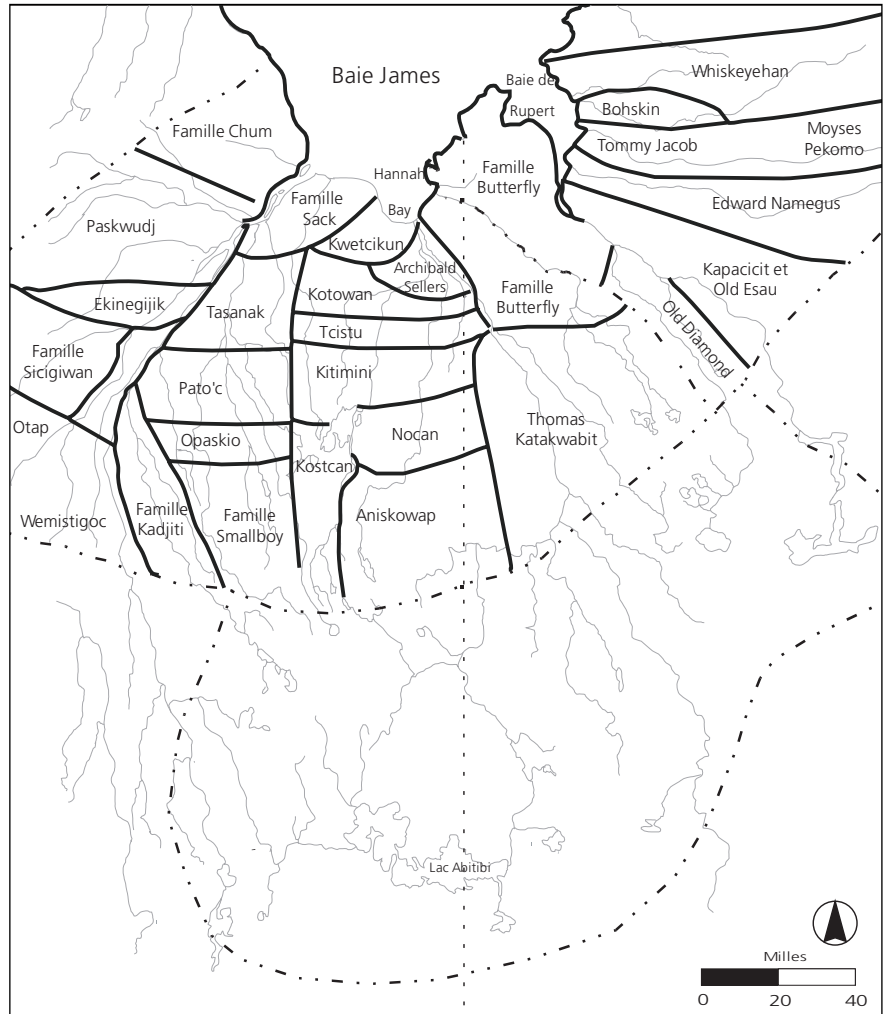 Baie James
Baie de
Rupert
Whiskeyehan
Bohskin
Moyses
Pekomo
Tommy Jacob
Famille Chum
Hannah
Bay
Famille
Butterfly
Famille
Sack
Edward Namegus
Paskwudj
Kwetcikun
Archibald
Sellers
Kapacicit et
Old Esau
Ekinegijik
Tasanak
Kotowan
Famille
Butterfly
Old Diamond
Tcistu
Famille
Sicigiwan
Kitimini
Pato'c
Otap
Opaskio
Nocan
Thomas
Katakwabit
Kostcan
Wemistigoc
Famille
Kadjiti
Famille
Smallboy
Aniskowap
Lac Abitibi
Milles
0 20 40